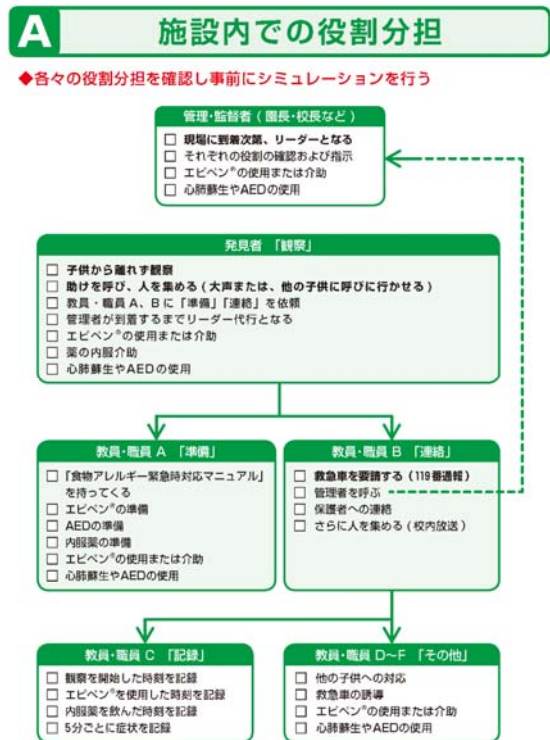 A 施設内での役割分担
◆各々の役割分担を確認し事前にシミュレーションを行う
管理・監督者(園長・校長など)
□ 現場に到着次第、リーダーとなる
□ それぞれの役割の確認および指示
□ エピペン®の使用または介助
□ 心肺蘇生やAEDの使用
発見者 「観察」
□ 子供から離れず観察
□ 助けを呼び、人を集める(大声または、他の子供に呼びに行かせる)
□ 教員・職員 A、Bに「準備」「連絡」を依頼
□ 管理者が到着するまでリーダー代行となる
□ エピペン®の使用または介助
□ 薬の内服介助
□ 心肺蘇生やAEDの使用
教員・職員 A 「準備」
□ 「食物アレルギー緊急時対応マニュアル」
を持ってくる
□ エピペン®の準備
□ AEDの準備
□ 内服薬の準備
□ エピペン®の使用または介助
□ 心肺蘇生やAEDの使用
教員・職員 B 「連絡」
□ 救急車を要請する(119番通報)
□ 管理者を呼ぶ
□ 保護者への連絡
□ さらに人を集める(校内放送)
教員・職員 C 「記録」
□ 観察を開始した時刻を記録
□ エピペン®を使用した時刻を記録
□ 内服薬を飲んだ時刻を記録
□ 5分ごとに症状を記録
教員・職員 D~F 「その他」
□ 他の子供への対応
□ 救急車の誘導
□ エピペン®の使用または介助
□ 心肺蘇生やAEDの使用